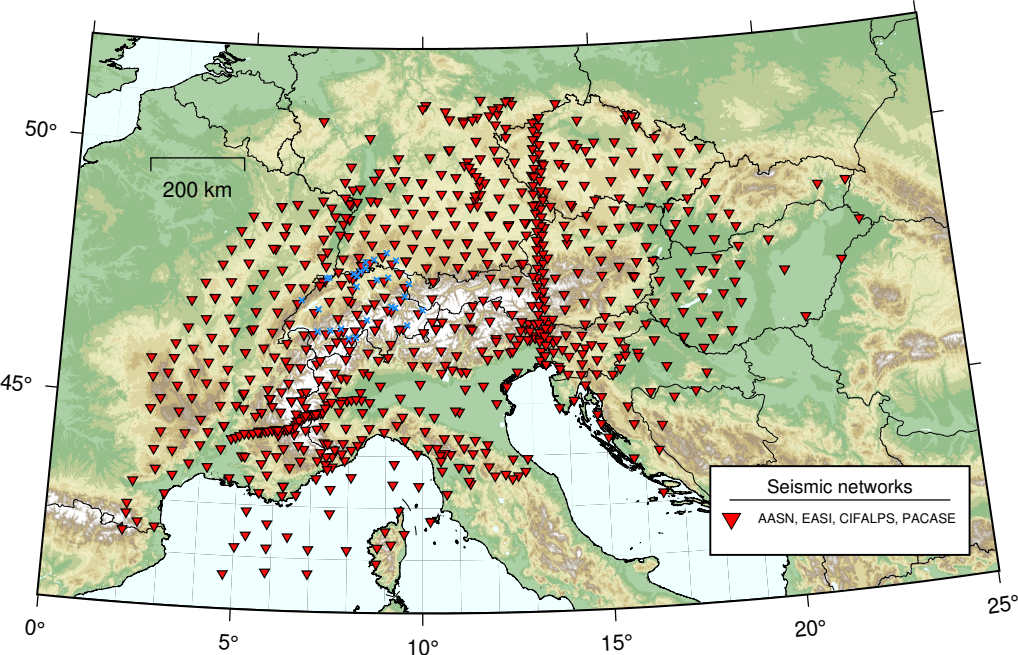 50°
200 km
45°
Seismic networks
AASN, EASI, CIFALPS, PACASE
0°
5°
10°
15°
20°
25°